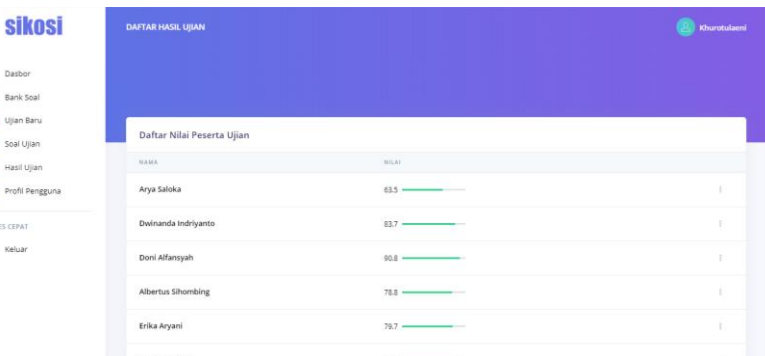 sikosi
DAFTAR HASIL UJIAN
Khurotulaeni
Dasbor
Bank Soal
Ujian Baru
Soal Ujian
Hasil Ujian
Profil Pengguna
ES CEPAT
Keluar
Daftar Nilai Peserta Ujian
NAMA NILAI
Arya Saloka 63.5
Dwinanda Indriyanto 83.7
Doni Alfansyah 90.8
Albertus Sihombing 78.8
Erika Aryani 79.7